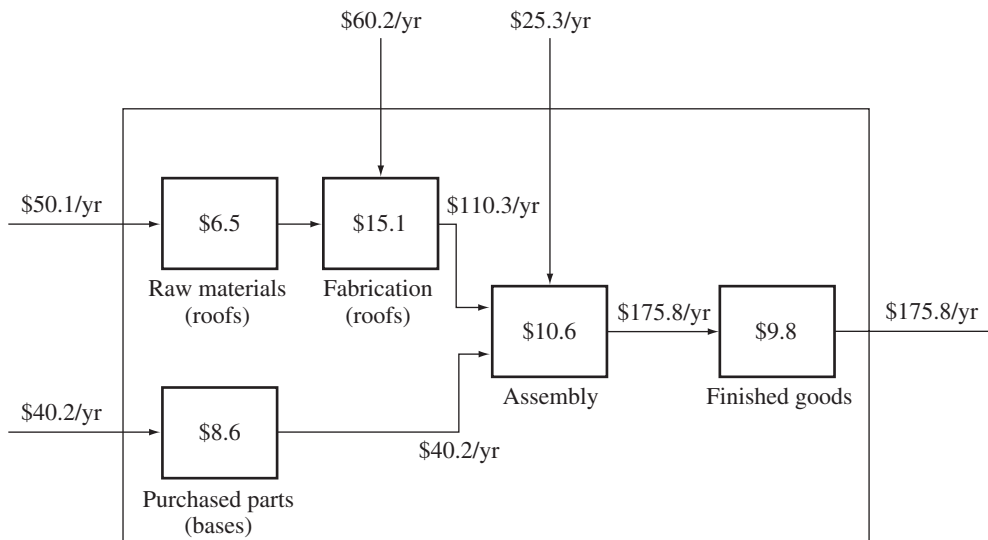 $60.2/yr
$25.3/yr
$50.1/yr
$6.5
$15.1
$110.3/yr
Raw materials
(roofs)
Fabrication
(roofs)
$10.6
$175.8/yr
$9.8
$175.8/yr
Assembly
Finished goods
$40.2/yr
$8.6
$40.2/yr
Purchased parts
(bases)